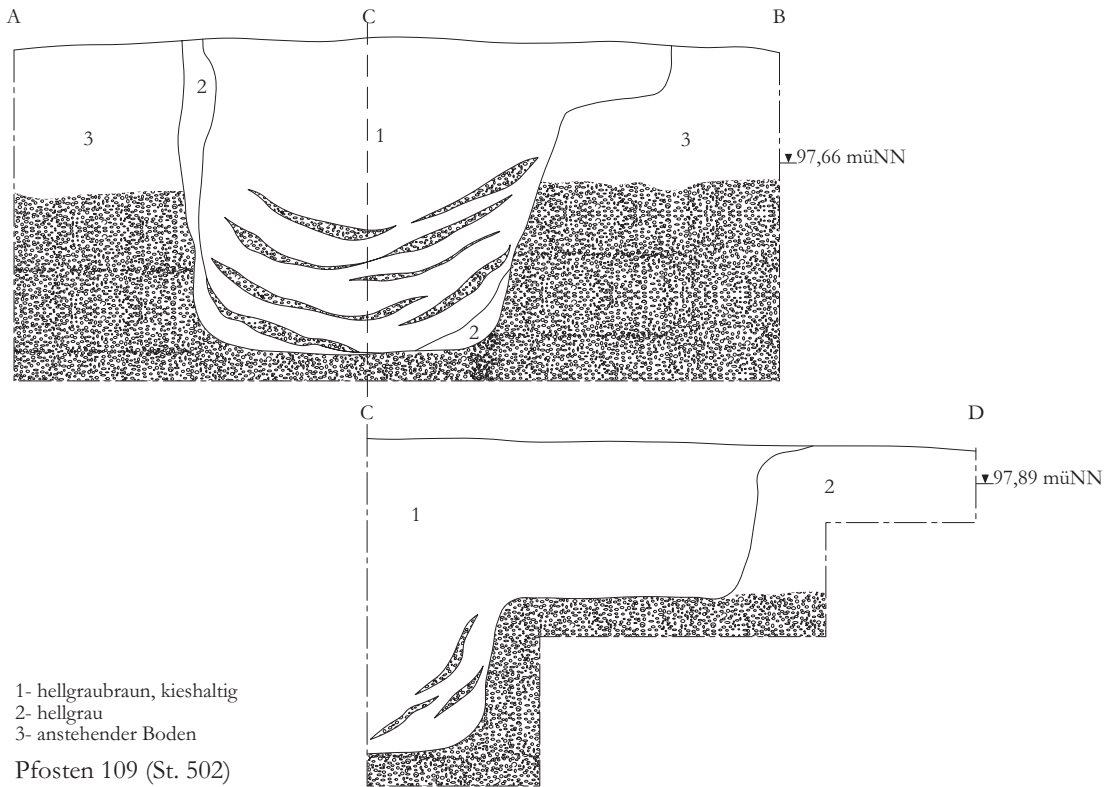 A C B
2
3 1 3
97,66 müNN
2
C D
97,89 müNN
2
1
1- hellgraubraun, kieshaltig
2- hellgrau
3- anstehender Boden
Pfosten 109 (St. 502)